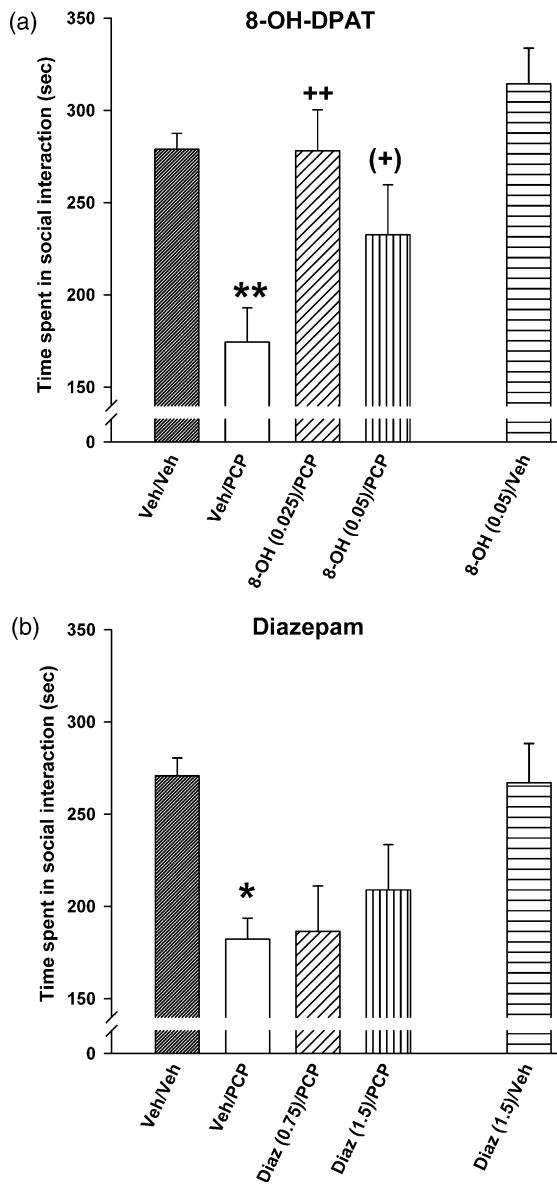 (a)
8-OH-DPAT
Time spent in social interaction (sec)
350
300
250
200
150
0
**
++
(+)
Veh/Veh
Veh/PCP
8-OH (0.025)/PCP
8-OH (0.05)/PCP
8-OH (0.05)/Veh
(b)
Diazepam
Time spent in social interaction (sec)
350
300
250
200
150
0
*
Veh/Veh
Veh/PCP
Diaz (0.75)/PCP
Diaz (1.5)/PCP
Diaz (1.5)/Veh